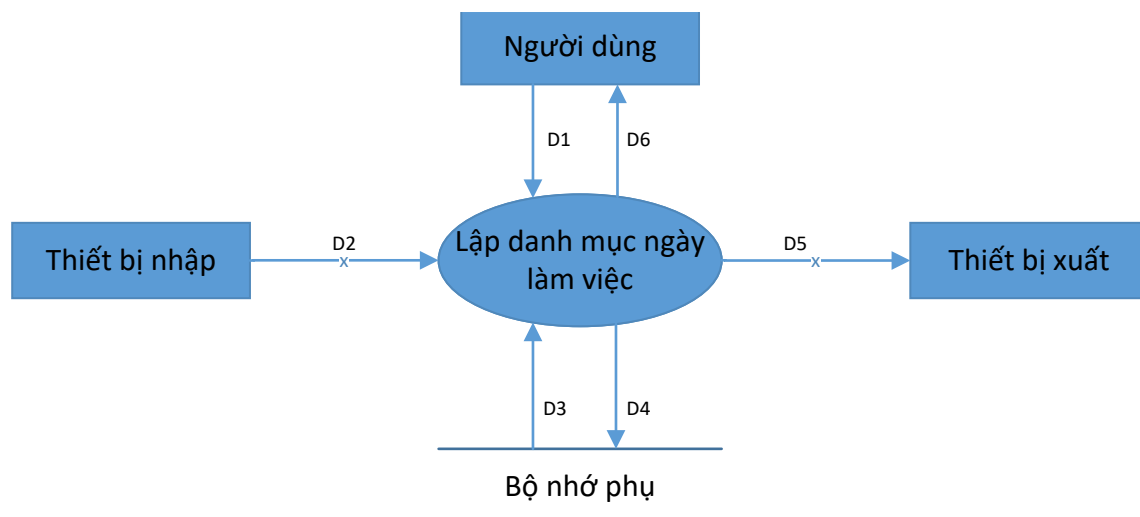 Người dùng
D1
D6
Thiết bị nhập
D2
x
Lập danh mục ngày
làm việc
D5
x
Thiết bị xuất
D3
D4
Bộ nhớ phụ